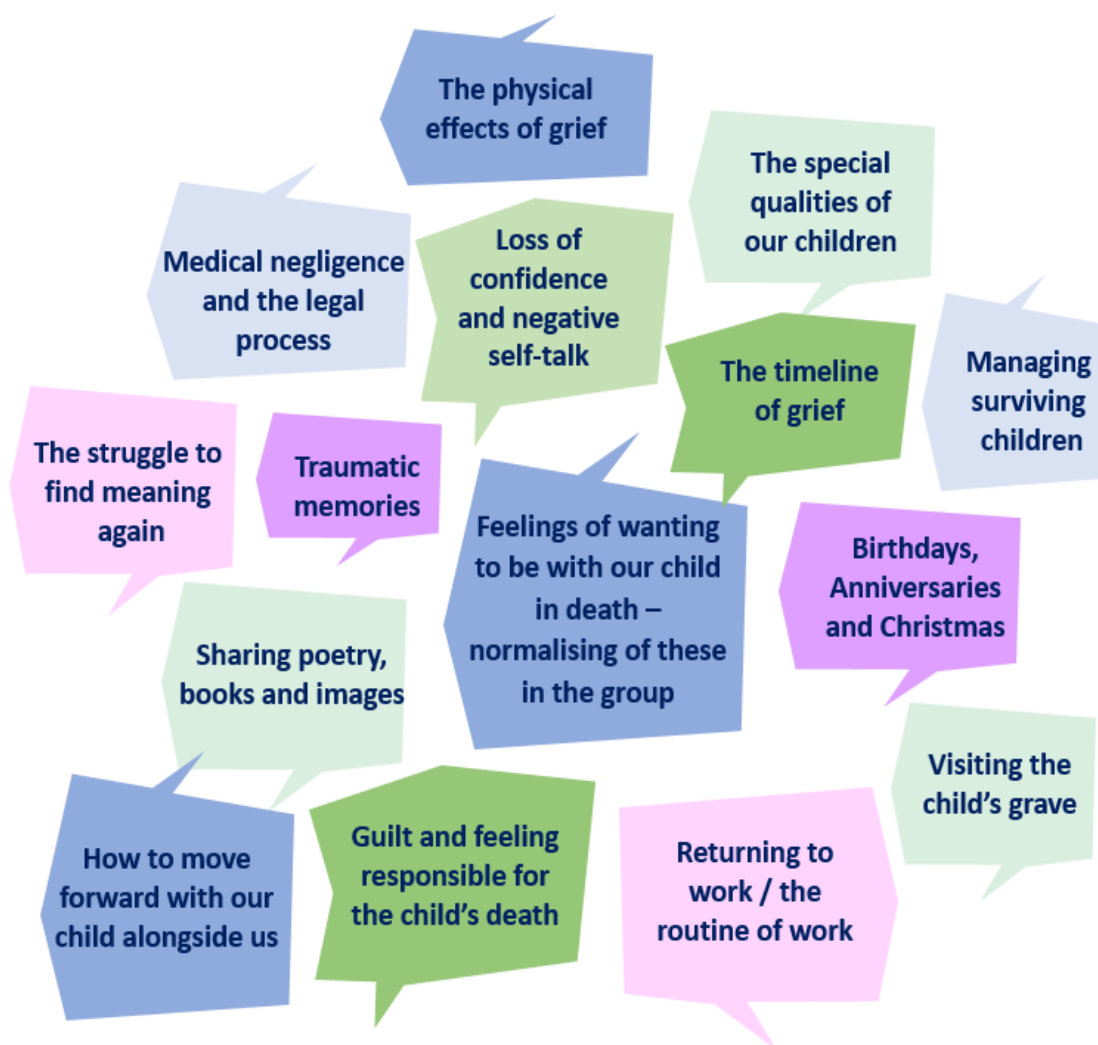 The physical
effects of grief
The special
qualities of
our children
Medical negligence
and the legal
process
Loss of
confidence
and negative
self-talk
The timeline
of grief
Managing
surviving
children
The struggle to
find meaning
again
Traumatic
memories
Feelings of wanting
to be with our child
in death –
normalising of these
in the group
Birthdays,
Anniversaries
and Christmas
Sharing poetry,
books and images
Visiting the
child’s grave
How to move
forward with our
child alongside us
Guilt and feeling
responsible for
the child’s death
Returning to
work / the
routine of work